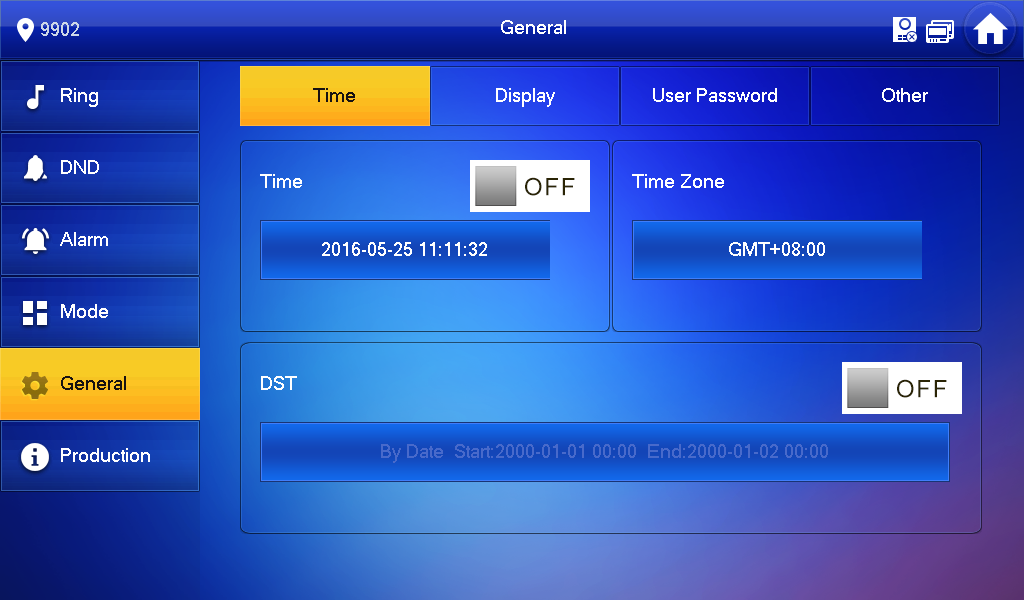 9902
General
Ring
DND
Alarm
Mode
General
Production
Time
Display
User Password
Other
Time
OFF
2016-05-25 11:11:32
Time Zone
GMT+08:00
DST
OFF
By Date Start:2000-01-01 00:00 End:2000-01-02 00:00